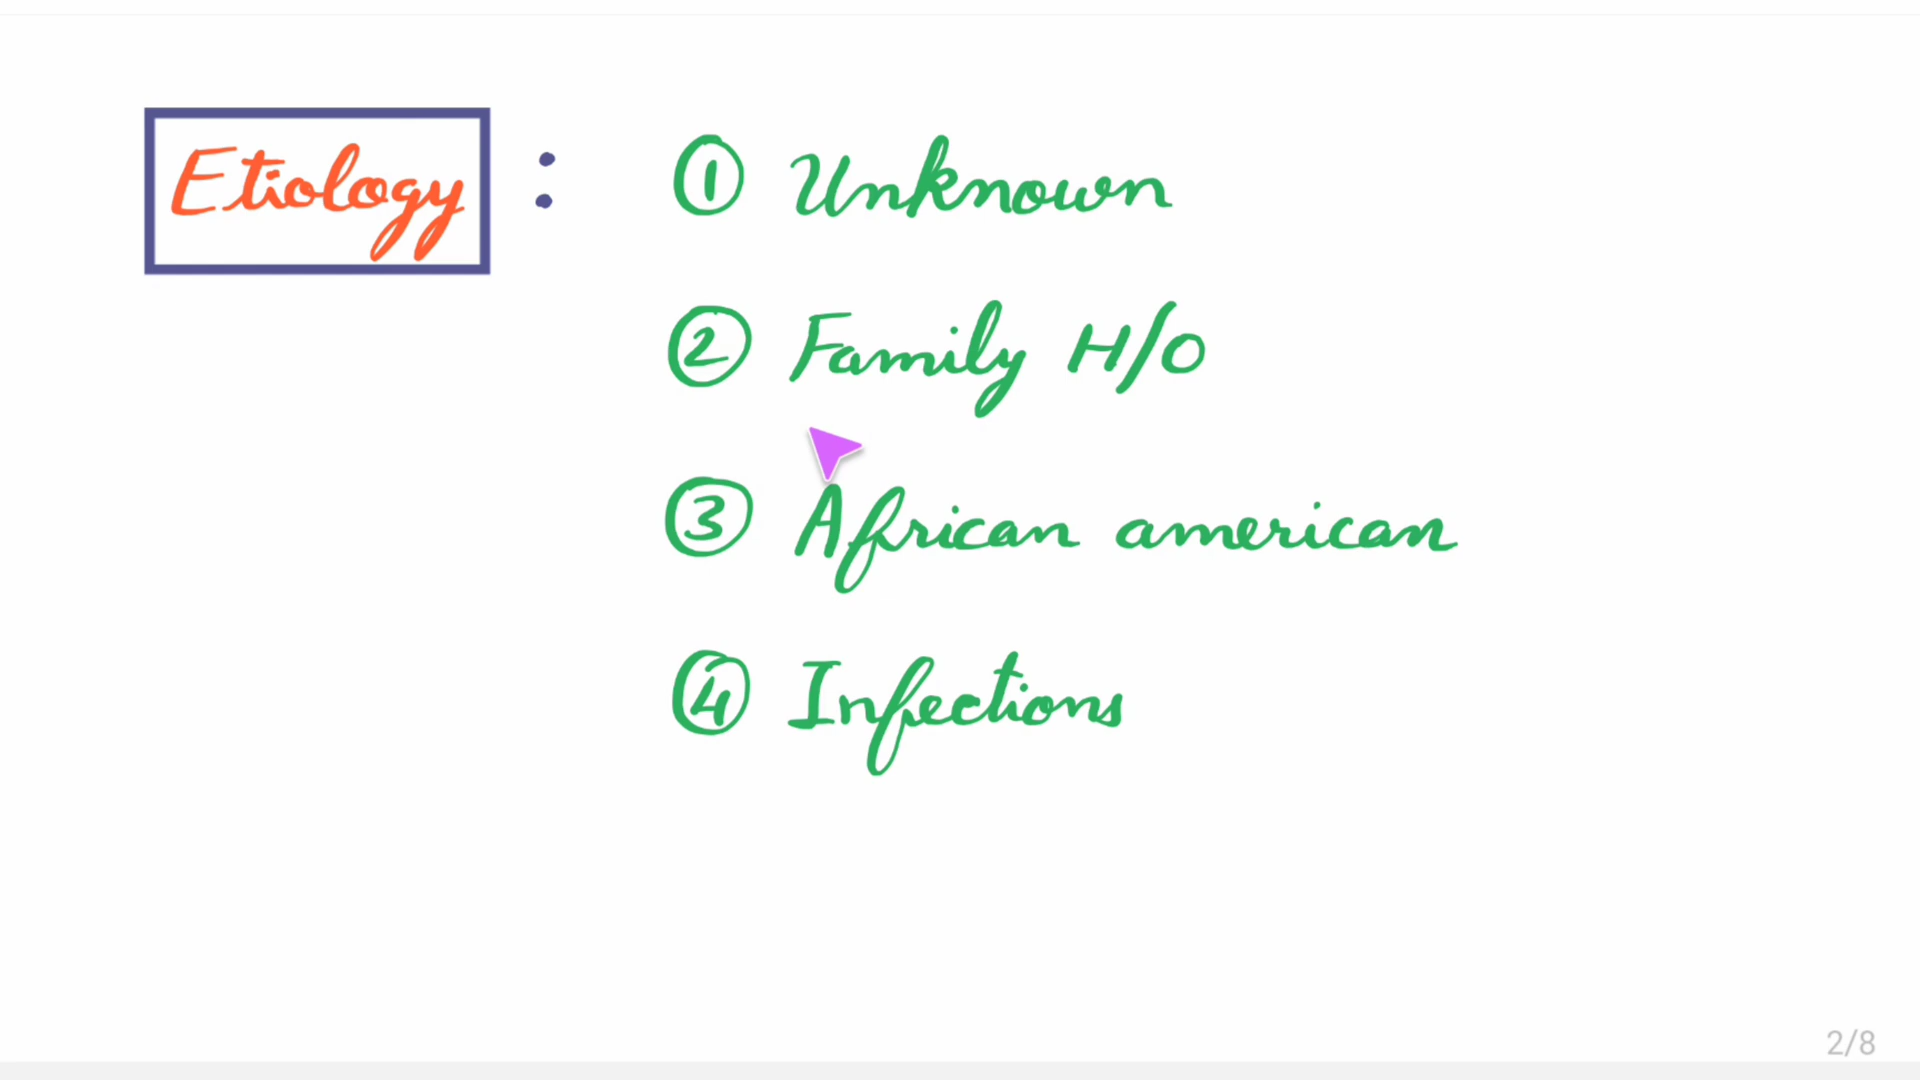 Etiology : ① Unknown
② Family H/O
③ African american
④ Infections
2/8